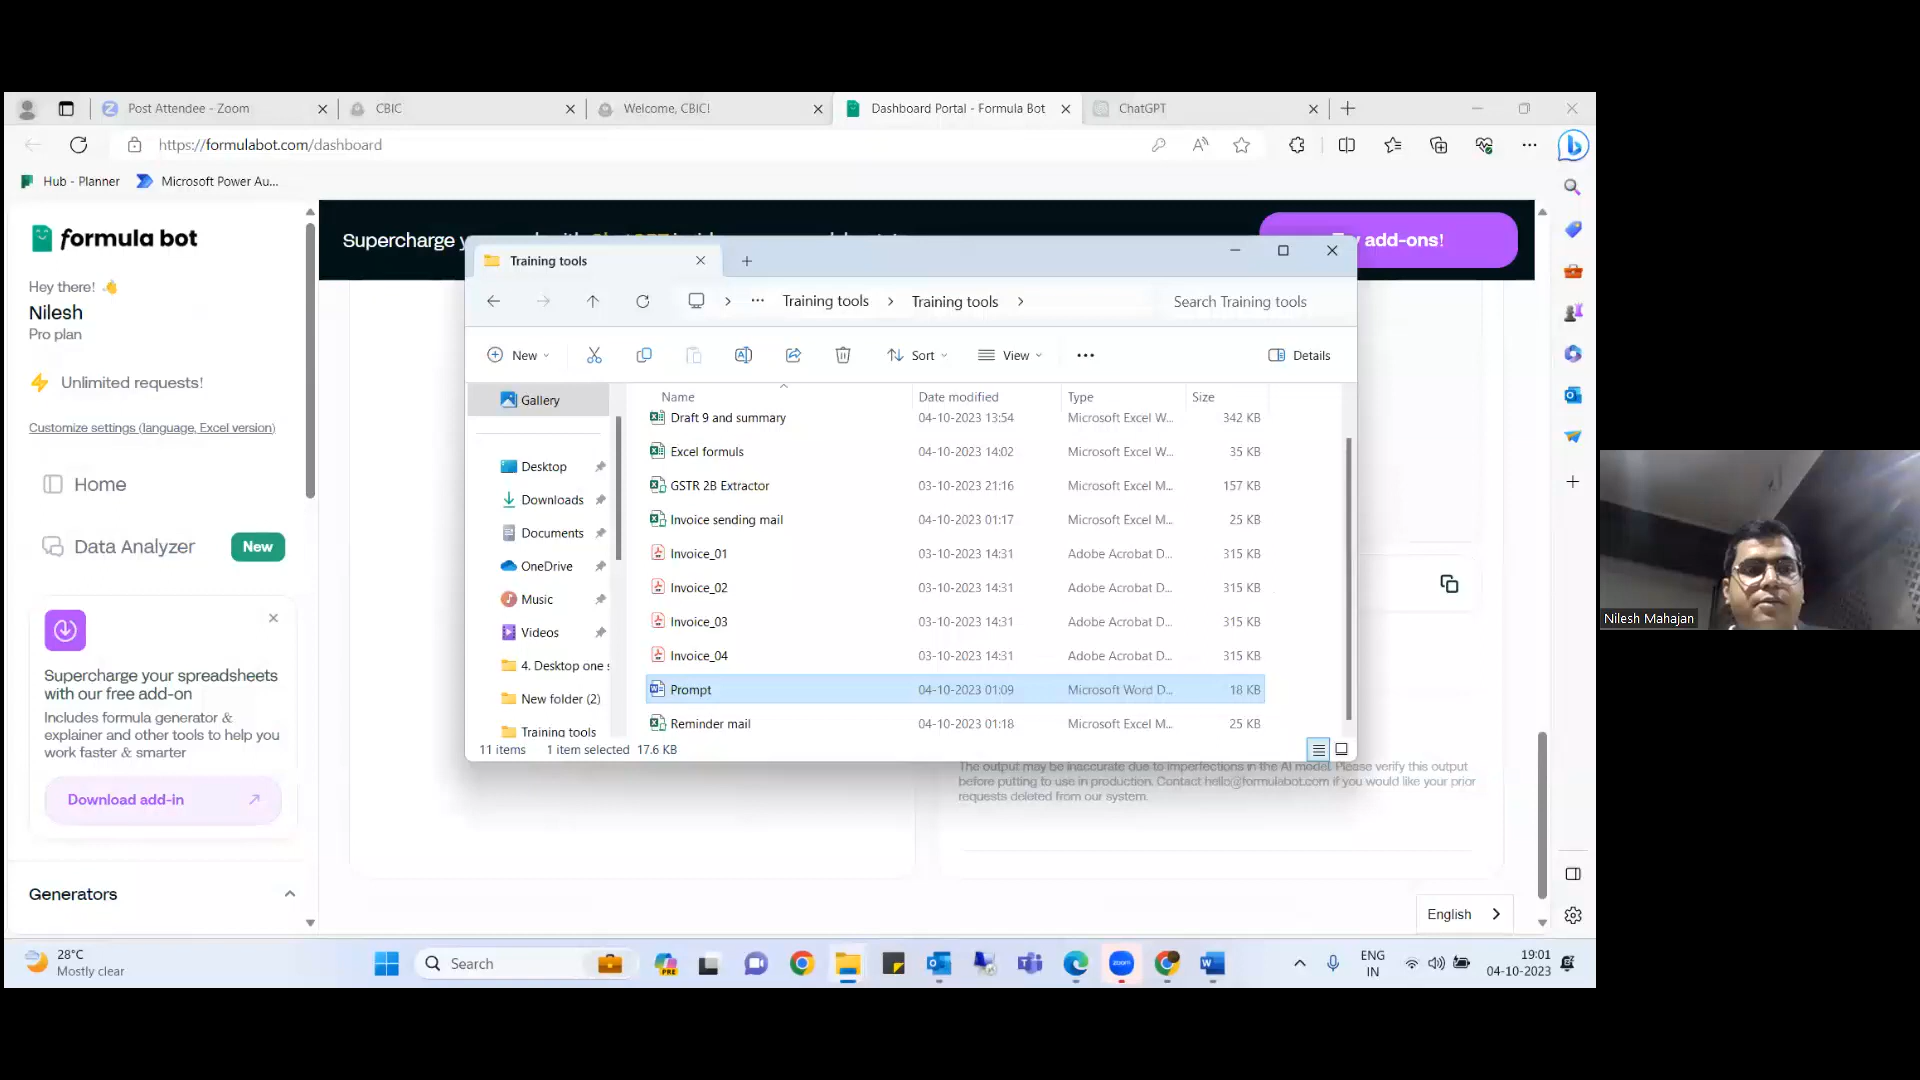 Post Attendee - Zoom
CBIC
Welcome, CBIC!
Dashboard Portal - Formula Bot
ChatGPT
https://formulabot.com/dashboard
Hub - Planner
Microsoft Power Au...
formula bot
Hey there! 👋
Nilesh
Pro plan
Unlimited requests!
Customize settings (language, Excel version)
Home
Data Analyzer
New
Supercharge your spreadsheets
with our free add-on
Includes formula generator &
explainer and other tools to help you
work faster & smarter
Download add-in
Generators
Supercharge
add-ons!
Training tools
Training tools
Training tools
Search Training tools
New
Sort
View
Details
Gallery
Desktop
Downloads
Documents
OneDrive
Music
Videos
4. Desktop one s
New folder (2)
Training tools
Name Date modified Type Size
Draft 9 and summary 04-10-2023 13:54 Microsoft Excel W... 342 KB
Excel formuls 04-10-2023 14:02 Microsoft Excel W... 35 KB
GSTR 2B Extractor 03-10-2023 21:16 Microsoft Excel M... 157 KB
Invoice sending mail 04-10-2023 01:17 Microsoft Excel M... 25 KB
Invoice_01 03-10-2023 14:31 Adobe Acrobat D... 315 KB
Invoice_02 03-10-2023 14:31 Adobe Acrobat D... 315 KB
Invoice_03 03-10-2023 14:31 Adobe Acrobat D... 315 KB
Invoice_04 03-10-2023 14:31 Adobe Acrobat D... 315 KB
Prompt 04-10-2023 01:09 Microsoft Word D... 18 KB
Reminder mail 04-10-2023 01:18 Microsoft Excel M... 25 KB
11 items 1 item selected 17.6 KB
The output may be inaccurate due to imperfections in the AI model. Please verify this output
before putting to use in production. Contact hello@formulabot.com if you would like your prior
requests deleted from our system.
English
Nilesh Mahajan
28°C
Mostly clear
Search
PRE
zoom
ENG
IN
19:01
04-10-2023